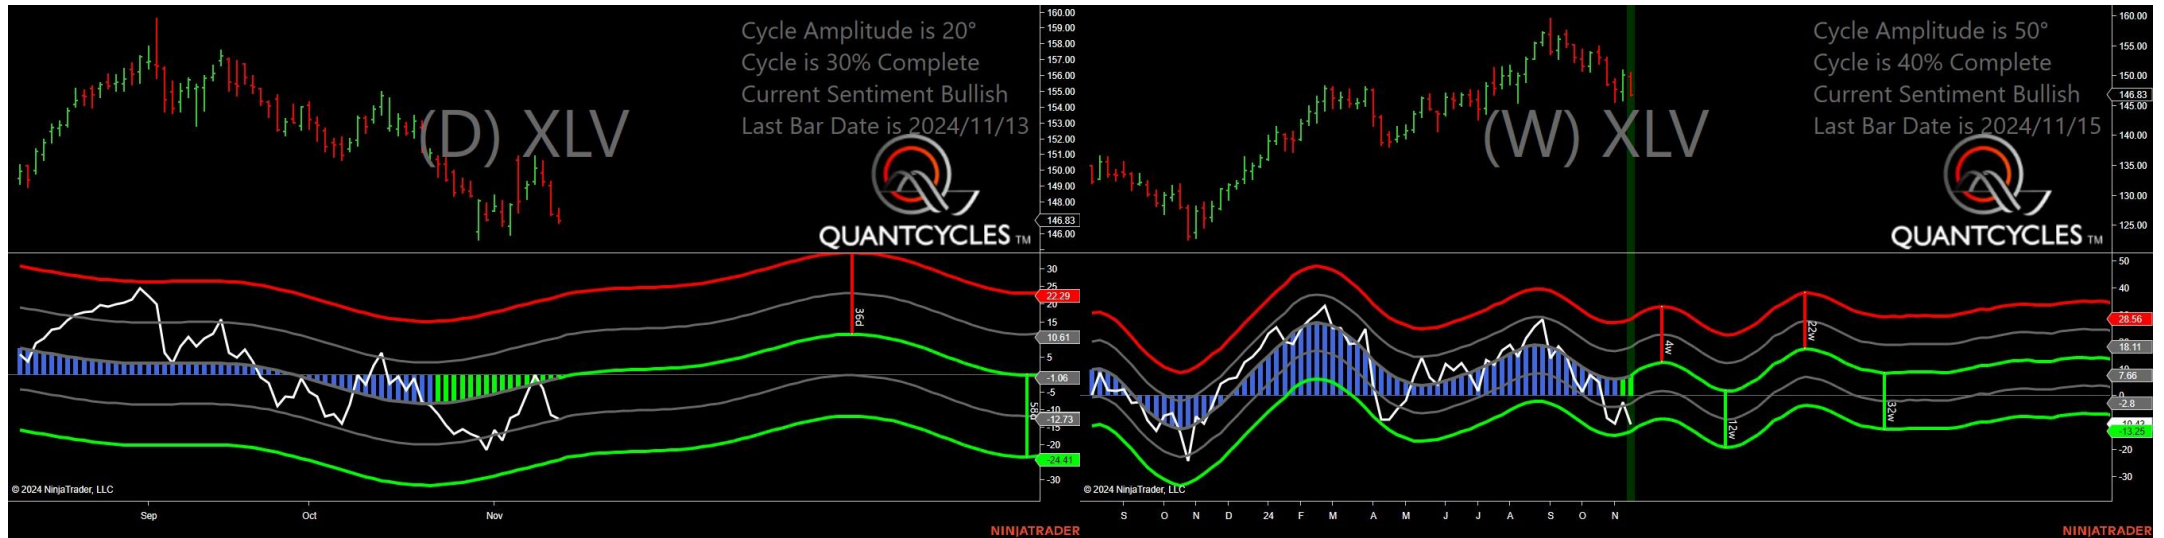 Cycle Amplitude is 20°
Cycle is 30% Complete
Current Sentiment Bullish
Last Bar Date is 2024/11/13
(D) XLV
QUANTCYCLES TM
160.00
159.00
158.00
157.00
156.00
155.00
154.00
153.00
152.00
151.00
150.00
149.00
148.00
146.83
146.00
30
25
22.29
20
15
10.61
5
-1.06
-5
-10
-12.73
-15
-20
-24.41
-30
36d
58d
© 2024 NinjaTrader, LLC
Sep
Oct
Nov
NINJATRADER
Cycle Amplitude is 50°
Cycle is 40% Complete
Current Sentiment Bullish
Last Bar Date is 2024/11/15
(W) XLV
QUANTCYCLES TM
160.00
155.00
150.00
146.83
145.00
140.00
135.00
130.00
125.00
50
40
28.56
18.11
7.66
0
-2.8
-10.43
-13.25
-20
-30
4w
12w
22w
32w
© 2024 NinjaTrader, LLC
S
O
N
D
24
F
M
A
M
J
J
A
S
O
N
NINJATRADER